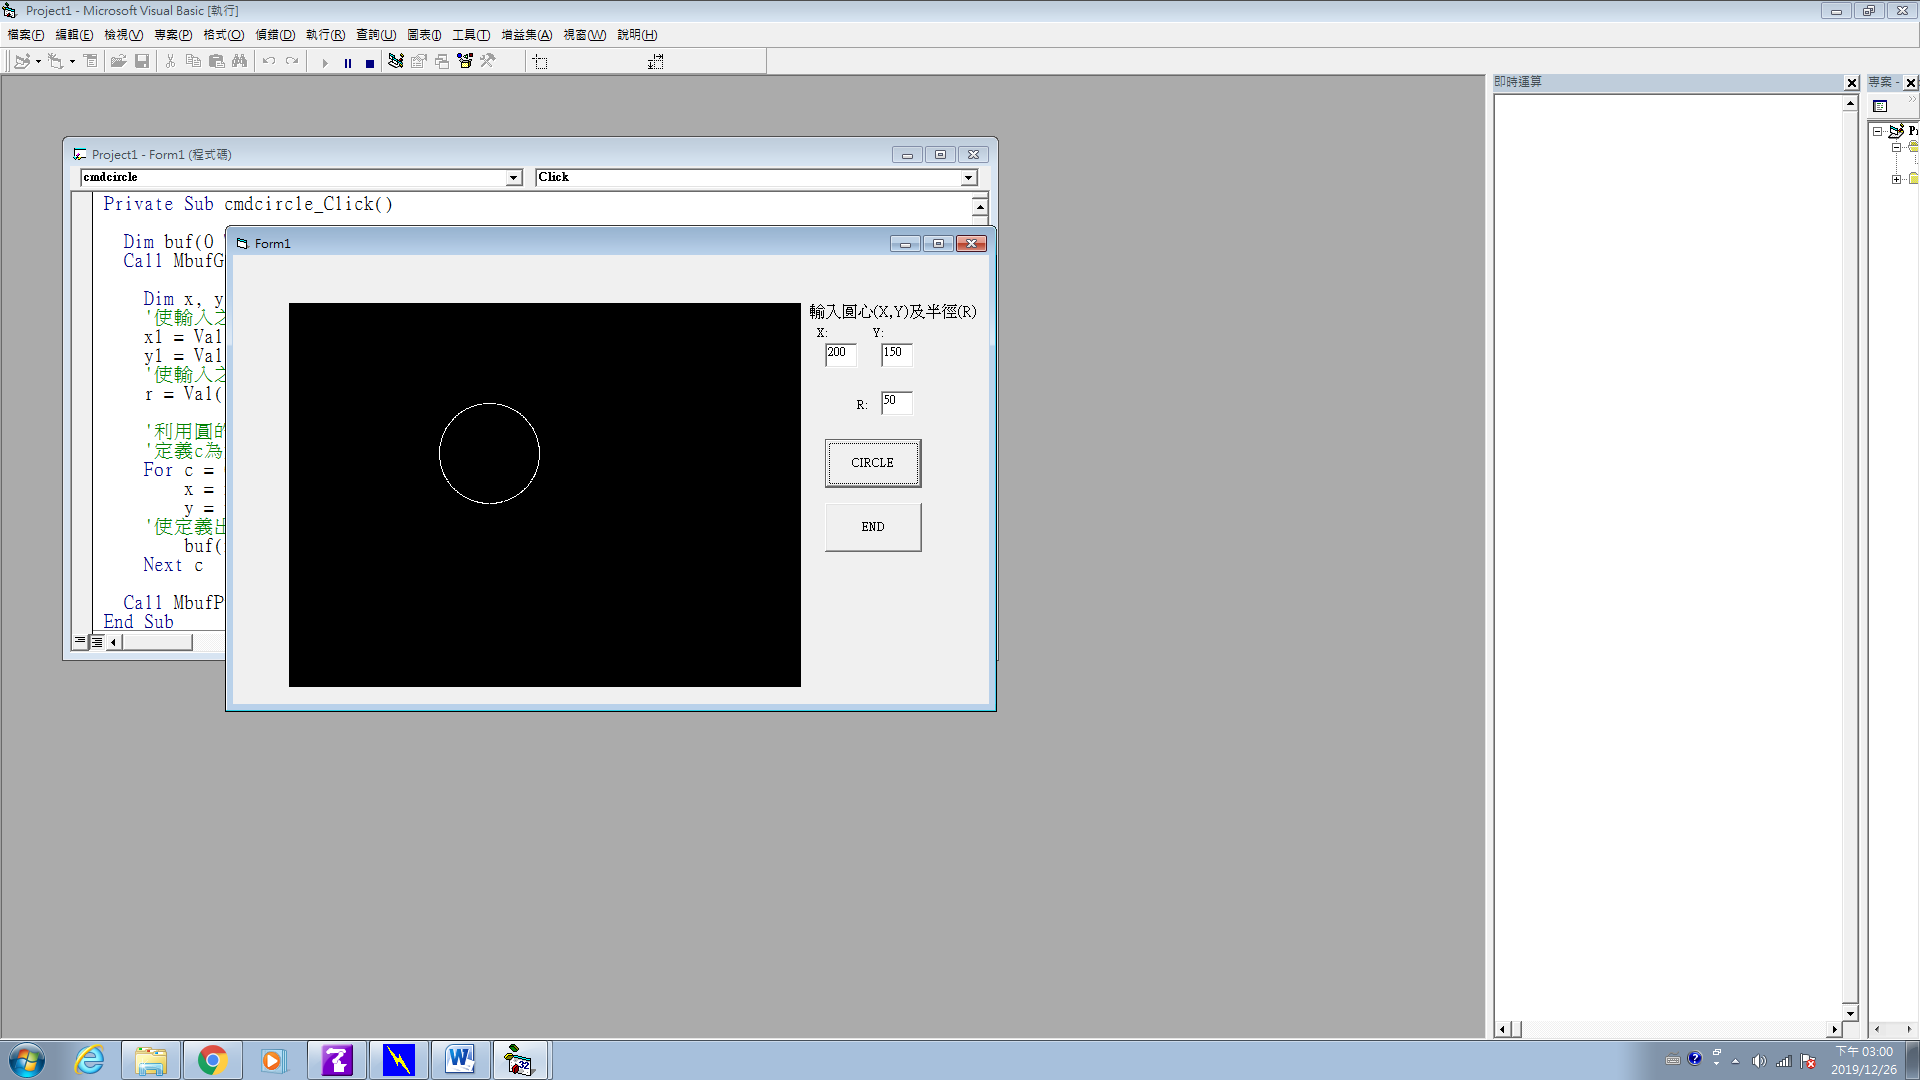 Project1 - Microsoft Visual Basic [執行]
檔案(F) 編輯(E) 檢視(V) 專案(P) 格式(O) 偵錯(D) 執行(R) 查詢(U) 圖表(I) 工具(T) 增益集(A) 視窗(W) 說明(H)
即時運算
專案 -
Project1 - Form1 (程式碼)
cmdcircle
Click
Private Sub cmdcircle_Click()
Dim buf(0
Call MbufG
Dim x, y
'使輸入之
x1 = Val
y1 = Val
'使輸入之
r = Val(
'利用圓的
'定義c為
For c =
x =
y =
'使定義出
buf(
Next c
Call MbufP
End Sub
Form1
輸入圓心(X,Y)及半徑(R)
X: Y:
200 150
R: 50
CIRCLE
END
下午 03:00
2019/12/26